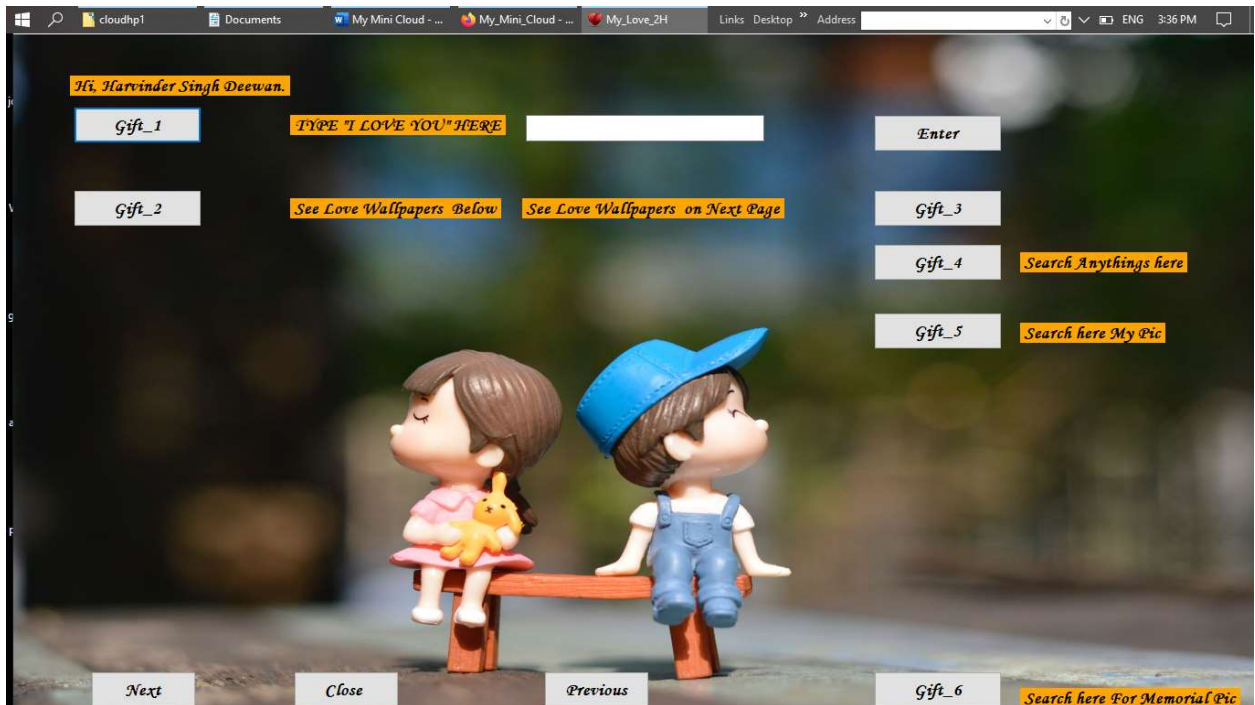 cloudhp1 Documents My Mini Cloud - ... My_Mini_Cloud - ... My_Love_2H Links Desktop » Address ENG 3:36 PM
Hi, Harvinder Singh Deewan.
Gift_1 TYPE "I LOVE YOU" HERE Enter
Gift_2 See Love Wallpapers Below See Love Wallpapers on Next Page Gift_3
Gift_4 Search Anythings here
Gift_5 Search here My Pic
Next Close Previous Gift_6 Search here For Memorial Pic